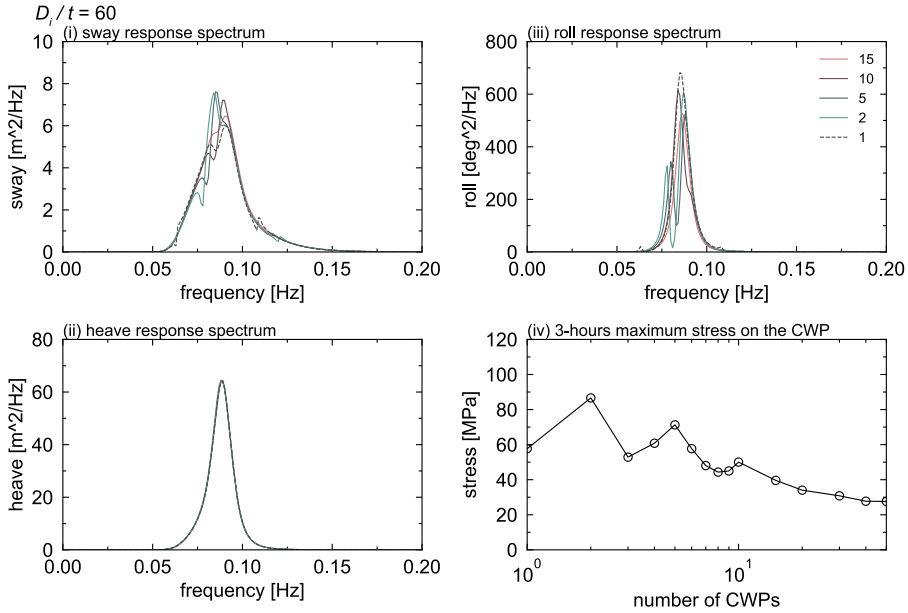 D_i / t = 60
(i) sway response spectrum
10
8
6
4
2
0
sway [m^2/Hz]
0.00 0.05 0.10 0.15 0.20
frequency [Hz]
(iii) roll response spectrum
800
600
400
200
0
roll [deg^2/Hz]
15
10
5
2
1
0.00 0.05 0.10 0.15 0.20
frequency [Hz]
(ii) heave response spectrum
80
60
40
20
0
heave [m^2/Hz]
0.00 0.05 0.10 0.15 0.20
frequency [Hz]
(iv) 3-hours maximum stress on the CWP
120
100
80
60
40
20
0
stress [MPa]
10^0 10^1
number of CWPs